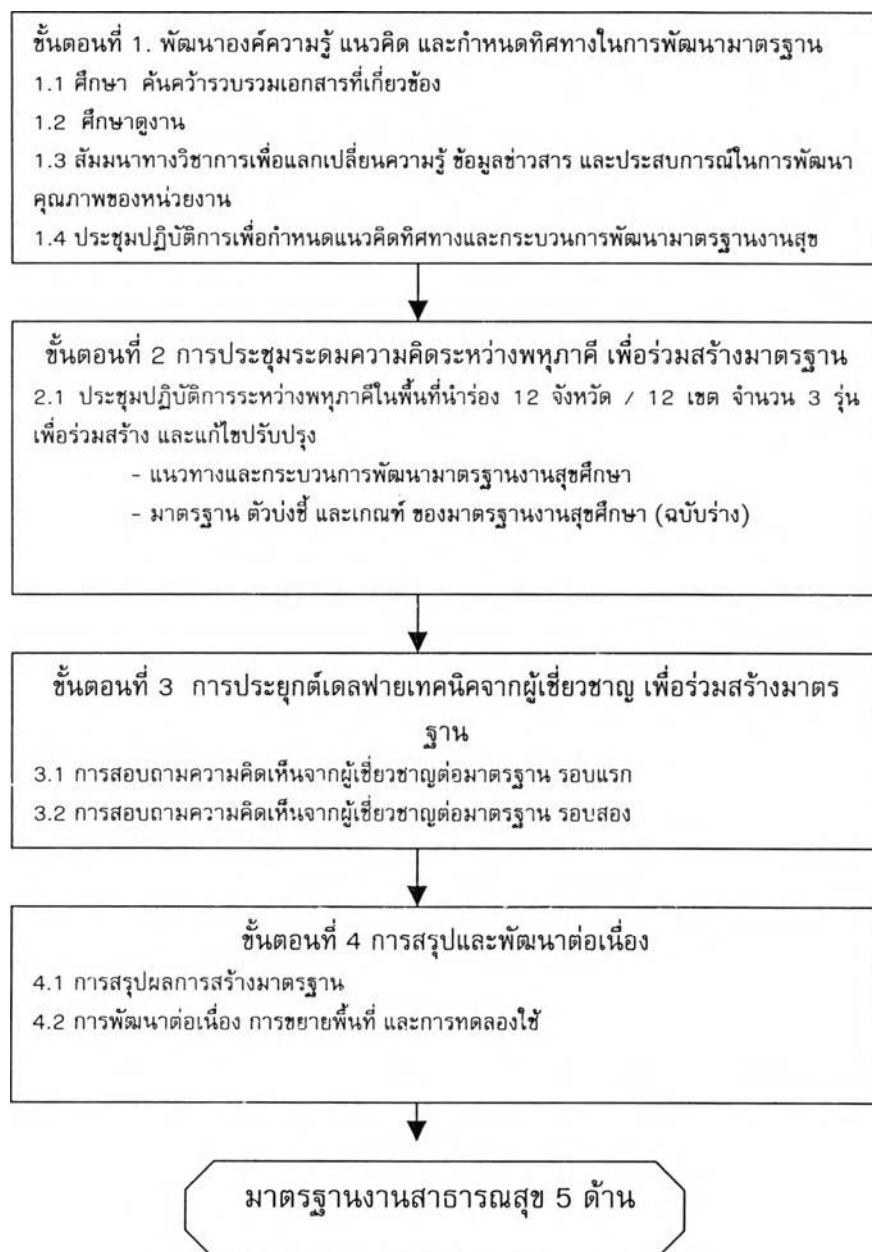 ขั้นตอนที่ 1. พัฒนาองค์ความรู้ แนวคิด และกำหนดทิศทางในการพัฒนามาตรฐาน
1.1 ศึกษา ค้นคว้ารวบรวมเอกสารที่เกี่ยวข้อง
1.2 ศึกษาดูงาน
1.3 สัมมนาทางวิชาการเพื่อแลกเปลี่ยนความรู้ ข้อมูลข่าวสาร และประสบการณ์ในการพัฒนา
คุณภาพของหน่วยงาน
1.4 ประชุมปฏิบัติการเพื่อกำหนดแนวคิดทิศทางและกระบวนการพัฒนามาตรฐานงานสุข
ขั้นตอนที่ 2 การประชุมระดมความคิดระหว่างพหุภาคี เพื่อร่วมสร้างมาตรฐาน
2.1 ประชุมปฏิบัติการระหว่างพหุภาคีในพื้นที่นำร่อง 12 จังหวัด / 12 เขต จำนวน 3 รุ่น
เพื่อร่วมสร้าง และแก้ไขปรับปรุง
- แนวทางและกระบวนการพัฒนามาตรฐานงานสุขศึกษา
- มาตรฐาน ตัวบ่งชี้ และเกณฑ์ ของมาตรฐานงานสุขศึกษา (ฉบับร่าง)
ขั้นตอนที่ 3 การประยุกต์เดลฟายเทคนิคจากผู้เชี่ยวชาญ เพื่อร่วมสร้างมาตร
ฐาน
3.1 การสอบถามความคิดเห็นจากผู้เชี่ยวชาญต่อมาตรฐาน รอบแรก
3.2 การสอบถามความคิดเห็นจากผู้เชี่ยวชาญต่อมาตรฐาน รอบสอง
ขั้นตอนที่ 4 การสรุปและพัฒนาต่อเนื่อง
4.1 การสรุปผลการสร้างมาตรฐาน
4.2 การพัฒนาต่อเนื่อง การขยายพื้นที่ และการทดลองใช้
มาตรฐานงานสาธารณสุข 5 ด้าน